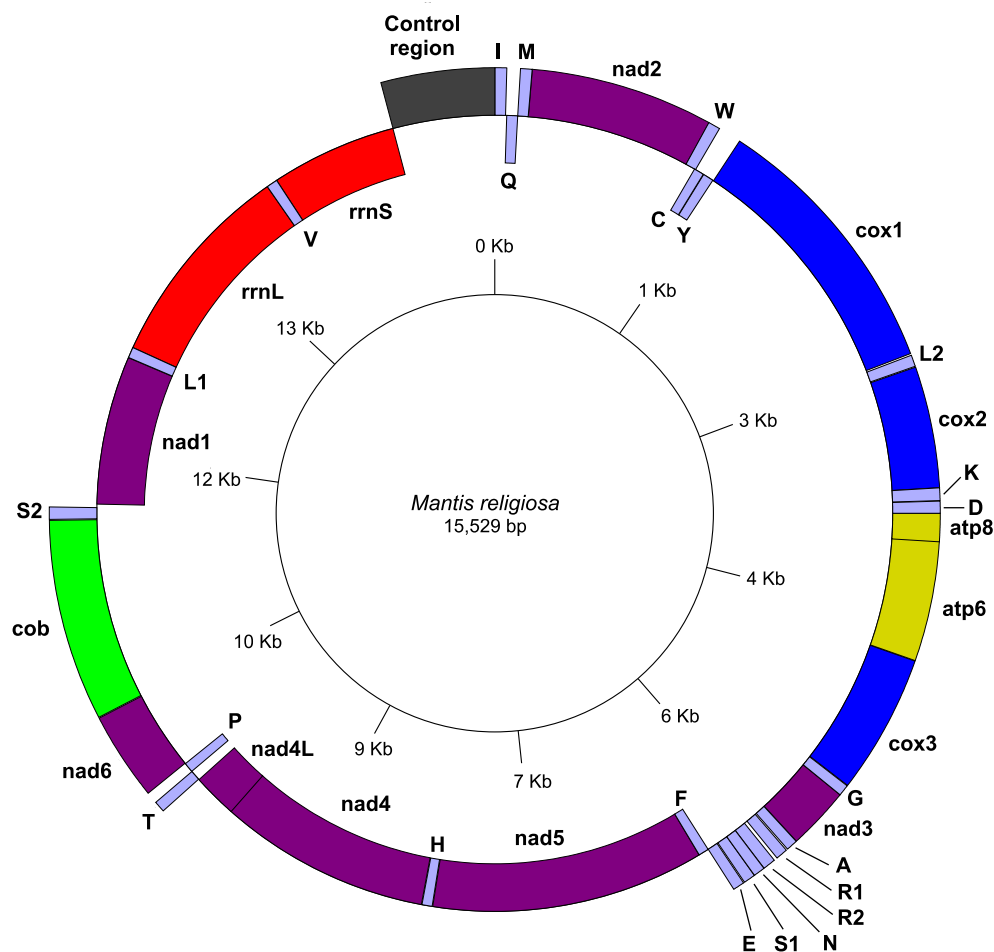 Control
region
I
M
nad2
W
Q
C
Y
cox1
L2
cox2
K
D
atp8
atp6
cox3
G
nad3
A
R1
R2
N
S1
E
F
nad5
H
nad4
nad4L
P
T
nad6
cob
S2
nad1
L1
rrnL
V
rrnS
0 Kb
1 Kb
3 Kb
4 Kb
6 Kb
7 Kb
9 Kb
10 Kb
12 Kb
13 Kb
Mantis religiosa
15,529 bp